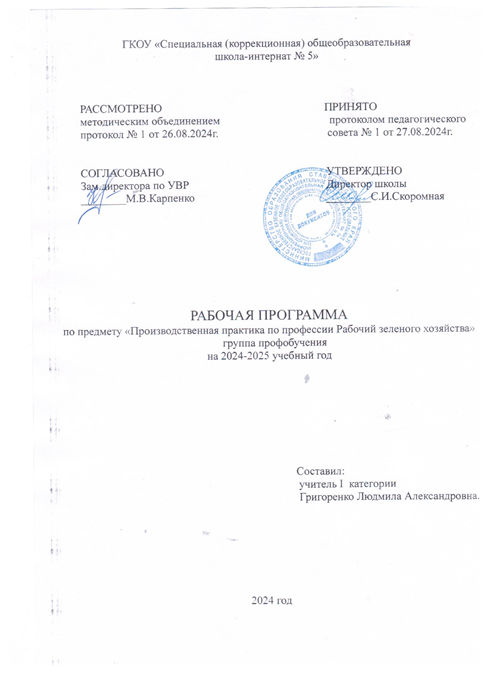 ГКОУ «Специальная (коррекционная) общеобразовательная
школа-интернат № 5»
РАССМОТРЕНО
методическим объединением
протокол № 1 от 26.08.2024г.
ПРИНЯТО
протоколом педагогического
совета № 1 от 27.08.2024г.
СОГЛАСОВАНО
Зам.директора по УВР
М.В.Карпенко
УТВЕРЖДЕНО
Директор школы
С.И.Скоромная
ДЛЯ
ДОКУМЕНТОВ
РАБОЧАЯ ПРОГРАММА
по предмету «Производственная практика по профессии Рабочий зеленого хозяйства»
группа профобучения
на 2024-2025 учебный год
Составил:
учитель I категории
Григоренко Людмила Александровна.
2024 год